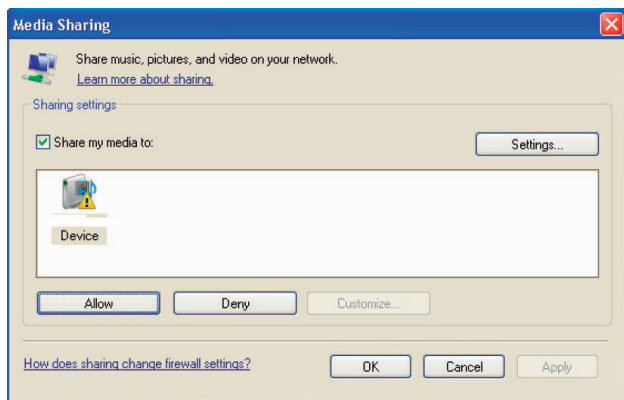 Media Sharing
Share music, pictures, and video on your network.
Learn more about sharing.
Sharing settings
Share my media to:
Settings...
Device
Allow
Deny
Customize...
How does sharing change firewall settings?
OK
Cancel
Apply